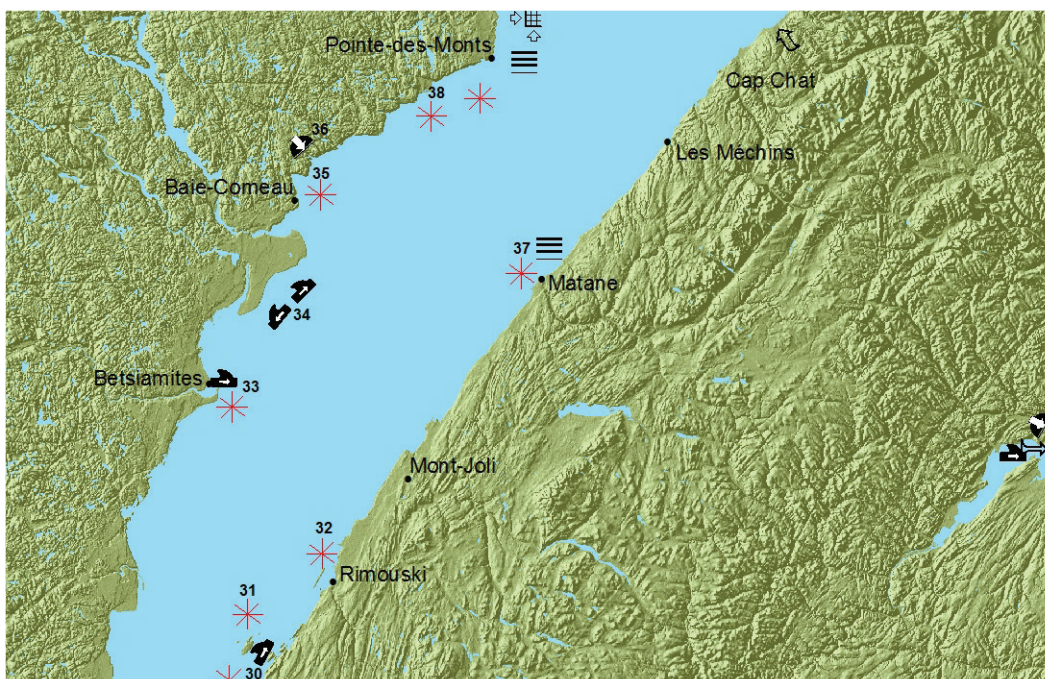 Pointe-des-Monts
38
Cap Chat
36
Les Méchins
35
Baie-Comeau
37
Matane
34
Betsiamites
33
Mont-Joli
32
Rimouski
31
30